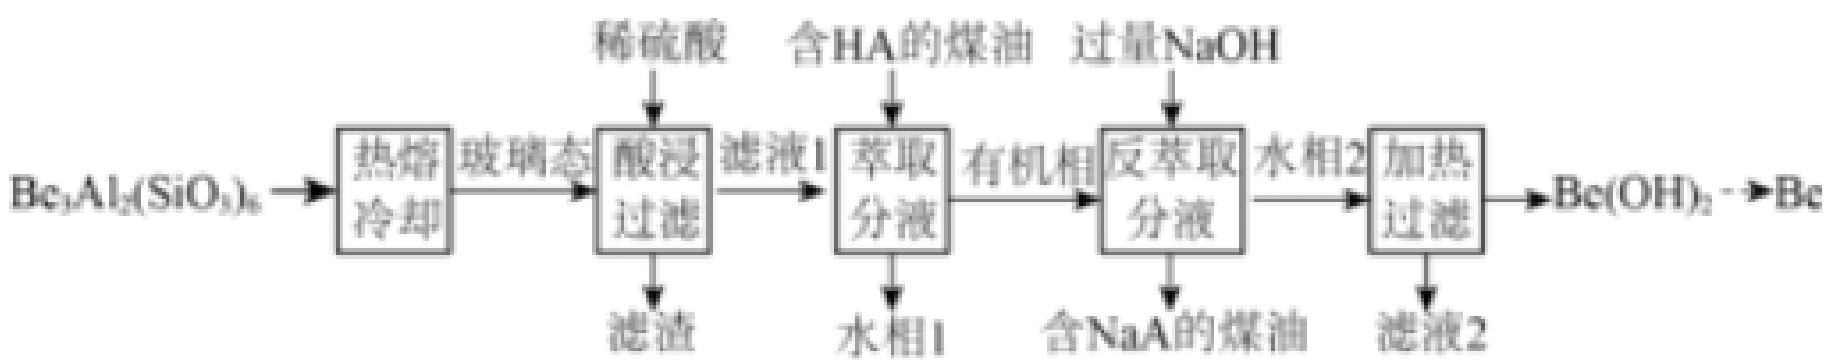 稀硫酸 含HA的煤油 过量NaOH
Be₃Al₂(SiO₃)₆ 热熔 冷却 玻璃态 酸浸 过滤 滤液1 萃取 分液 有机相 反萃取 分液 水相2 加热 过滤 Be(OH)₂ Be
滤渣 水相1 含NaA的煤油 滤液2